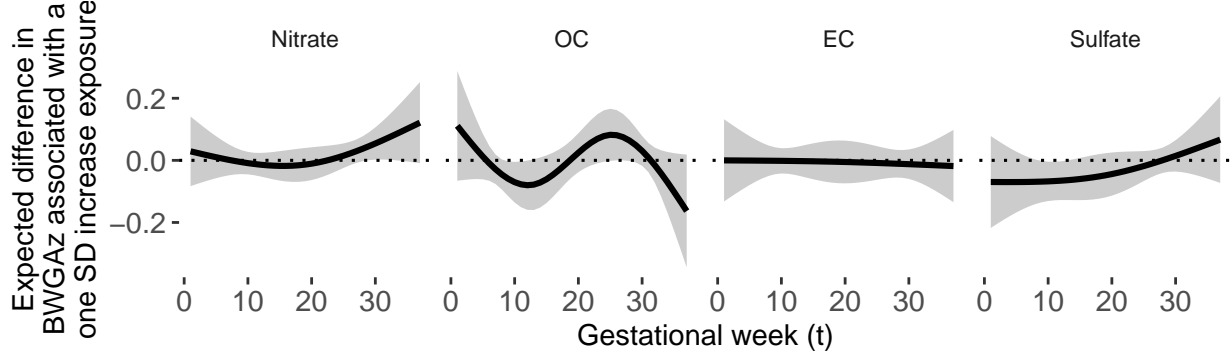 Expected difference in
BWGAz associated with a
one SD increase exposure
Nitrate OC EC Sulfate
0.2
0.0
−0.2
0 10 20 30 0 10 20 30 0 10 20 30 0 10 20 30
Gestational week (t)